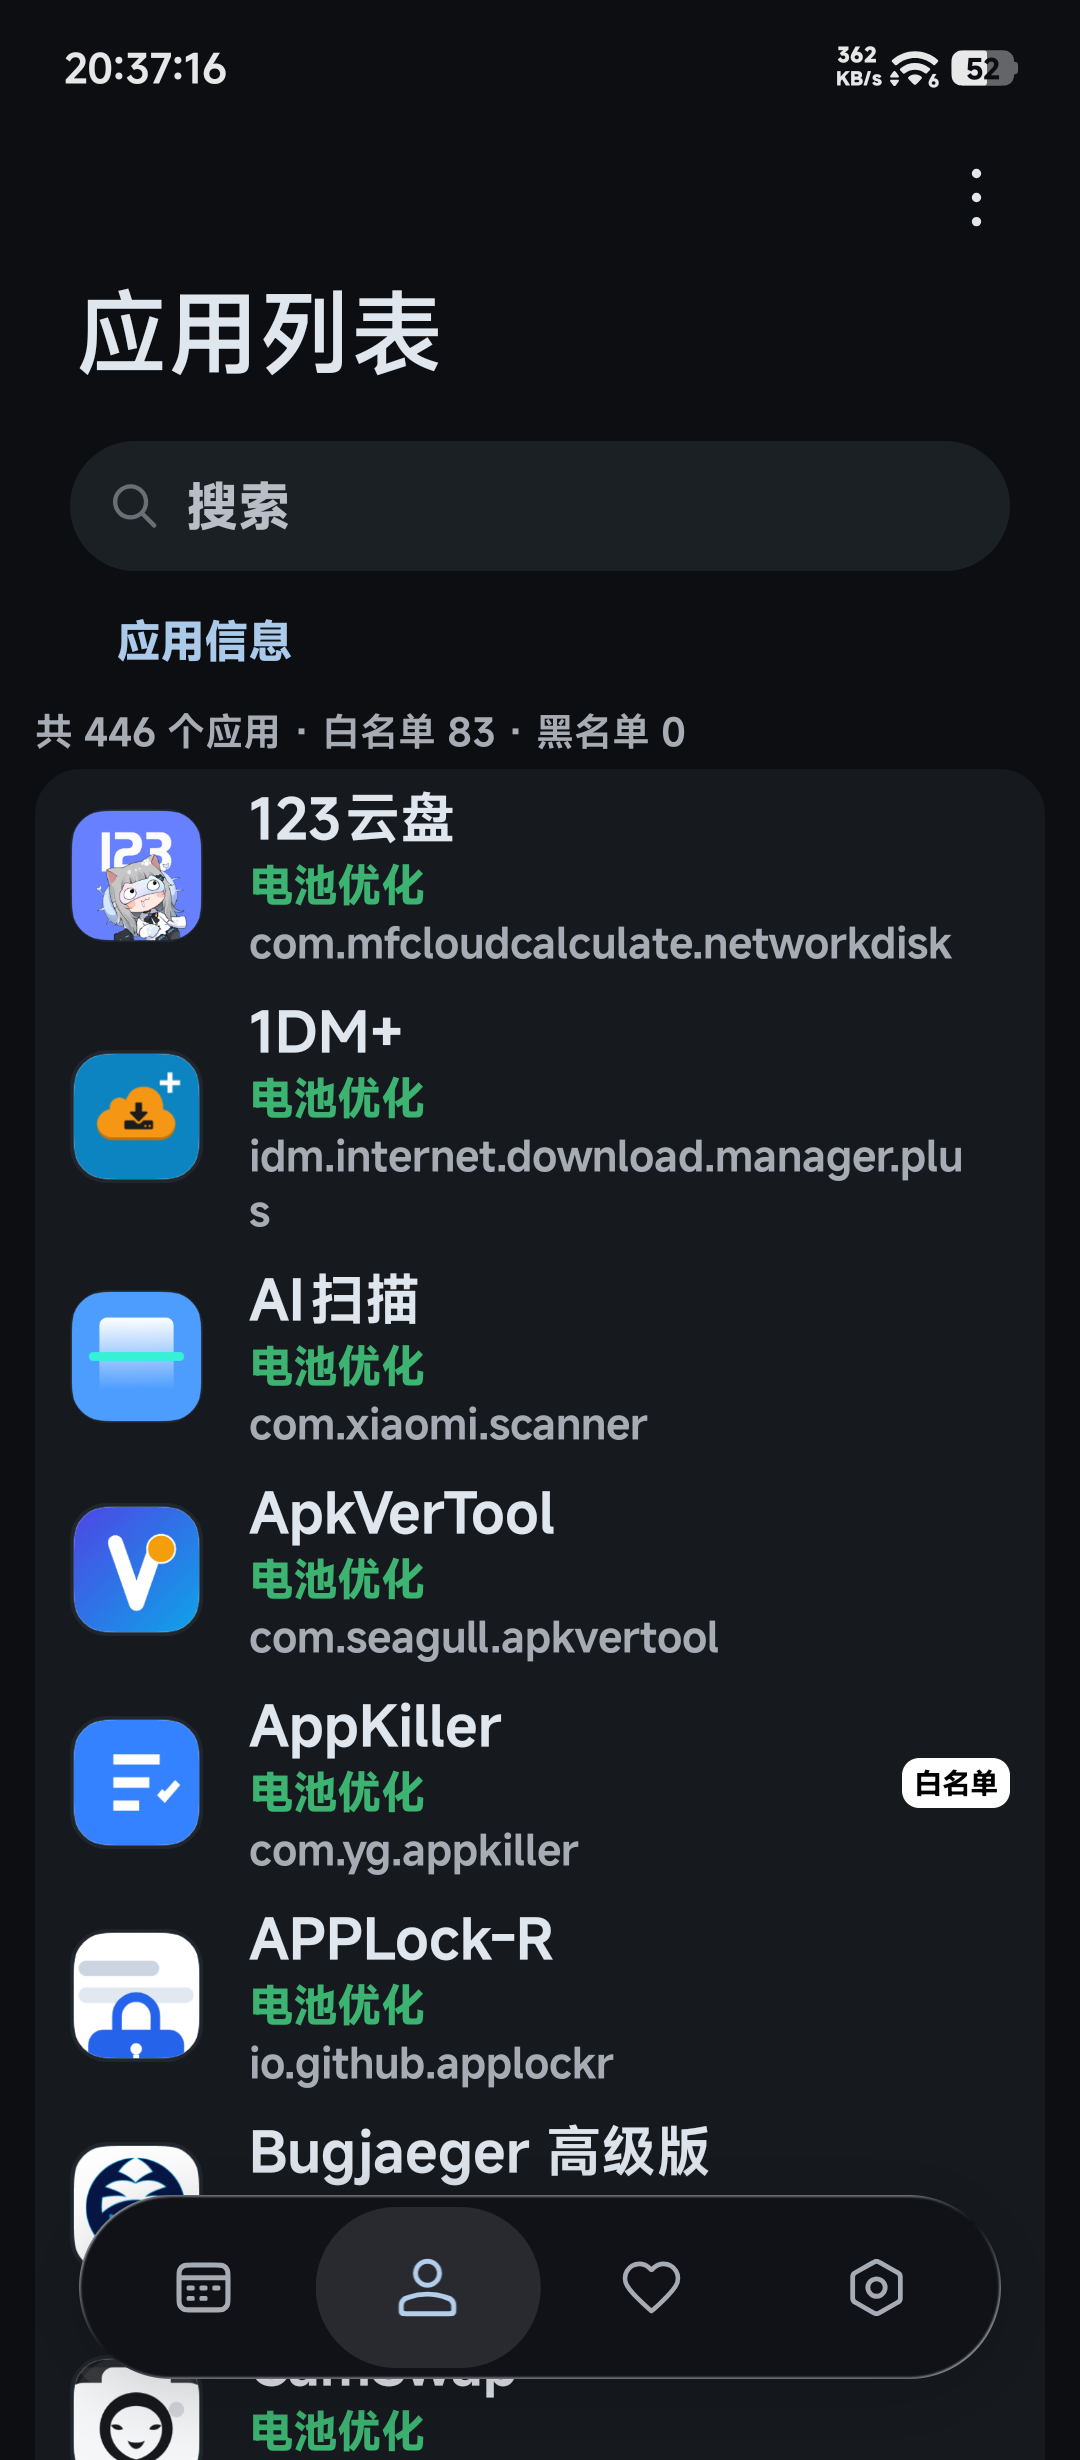 20:37:16
362
KB/s
6
52
应用列表
搜索
应用信息
共 446 个应用 · 白名单 83 · 黑名单 0
123
123云盘
电池优化
com.mfcloudcalculate.networkdisk
1DM+
电池优化
idm.internet.download.manager.plu
s
AI扫描
电池优化
com.xiaomi.scanner
ApkVerTool
电池优化
com.seagull.apkvertool
AppKiller
电池优化
白名单
com.yg.appkiller
APPLock-R
电池优化
io.github.applockr
Bugjaeger 高级版
电池优化